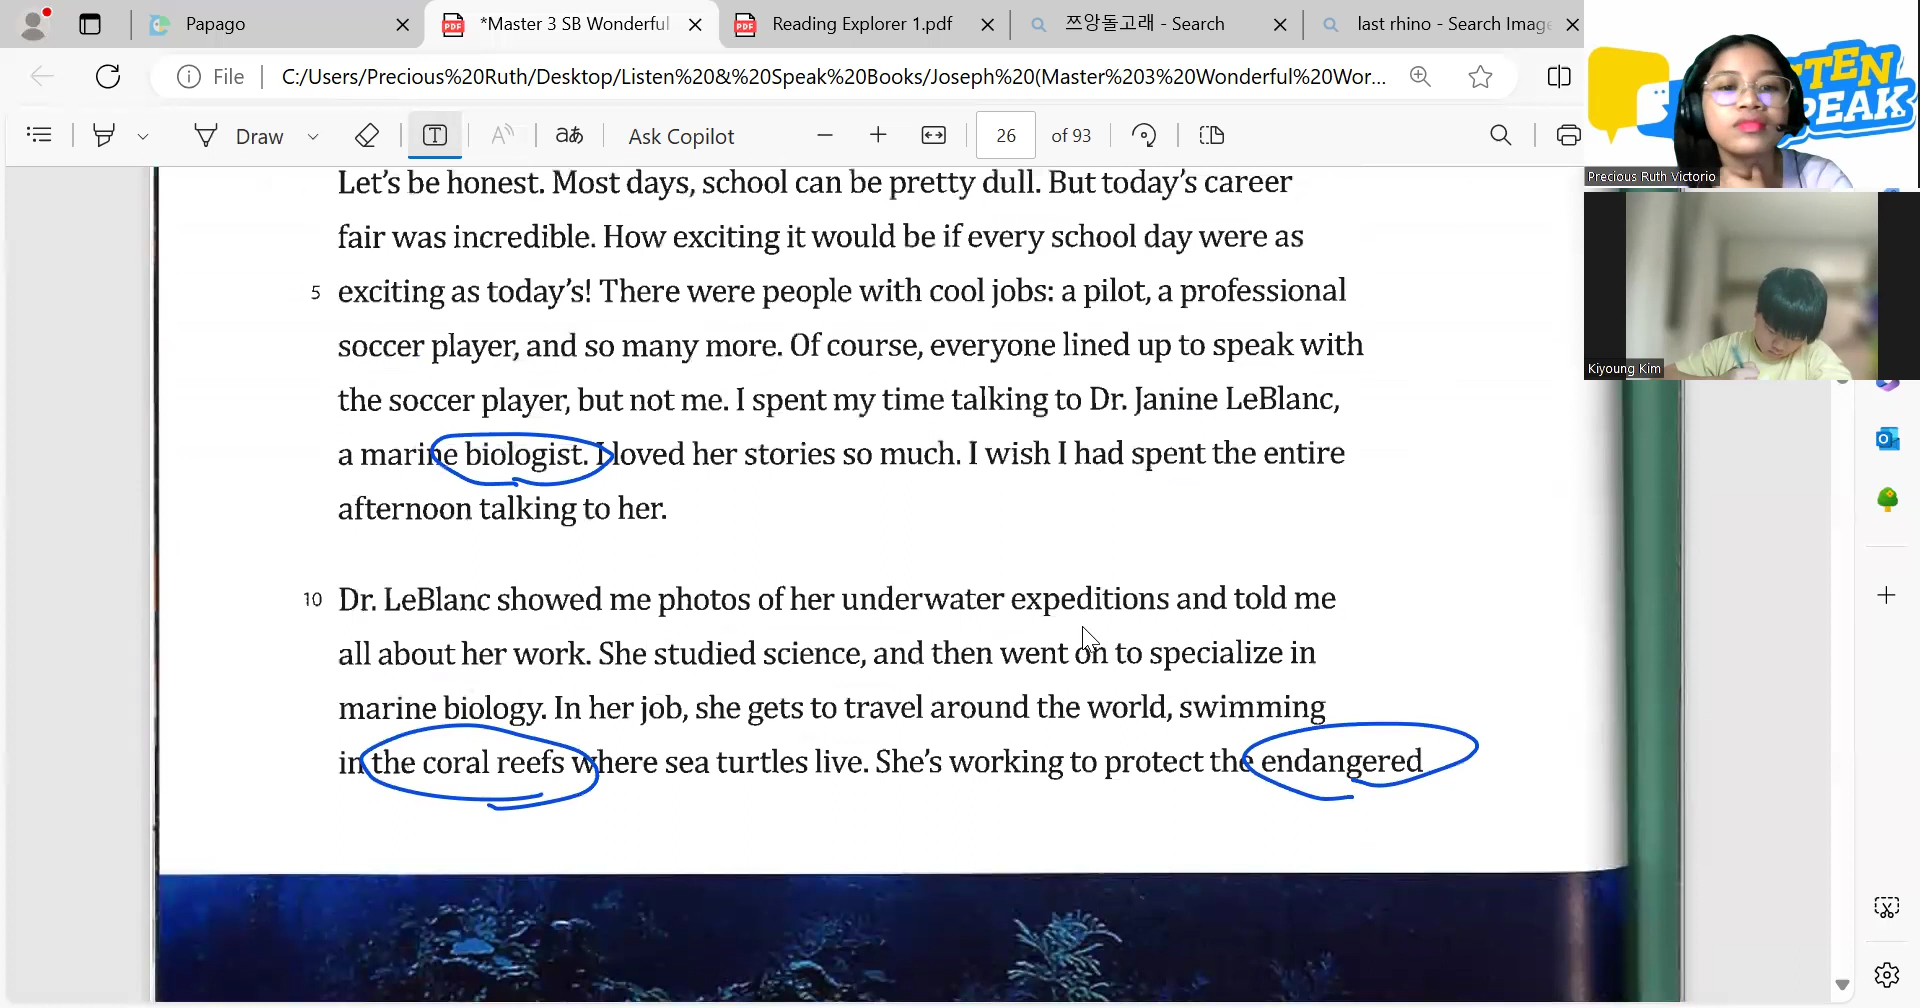 Papago
*Master 3 SB Wonderful
Reading Explorer 1.pdf
쯔앙돌고래 - Search
last rhino - Search Image
File
C:/Users/Precious%20Ruth/Desktop/Listen%20&%20Speak%20Books/Joseph%20(Master%203%20Wonderful%20Wor...
Draw
aあ
Ask Copilot
26
of 93
TEN
PEAK
Precious Ruth Victorio
Kiyoung Kim
Let's be honest. Most days, school can be pretty dull. But today's career
fair was incredible. How exciting it would be if every school day were as
5 exciting as today's! There were people with cool jobs: a pilot, a professional
soccer player, and so many more. Of course, everyone lined up to speak with
the soccer player, but not me. I spent my time talking to Dr. Janine LeBlanc,
a marine biologist. I loved her stories so much. I wish I had spent the entire
afternoon talking to her.
10 Dr. LeBlanc showed me photos of her underwater expeditions and told me
all about her work. She studied science, and then went on to specialize in
marine biology. In her job, she gets to travel around the world, swimming
in the coral reefs where sea turtles live. She's working to protect the endangered